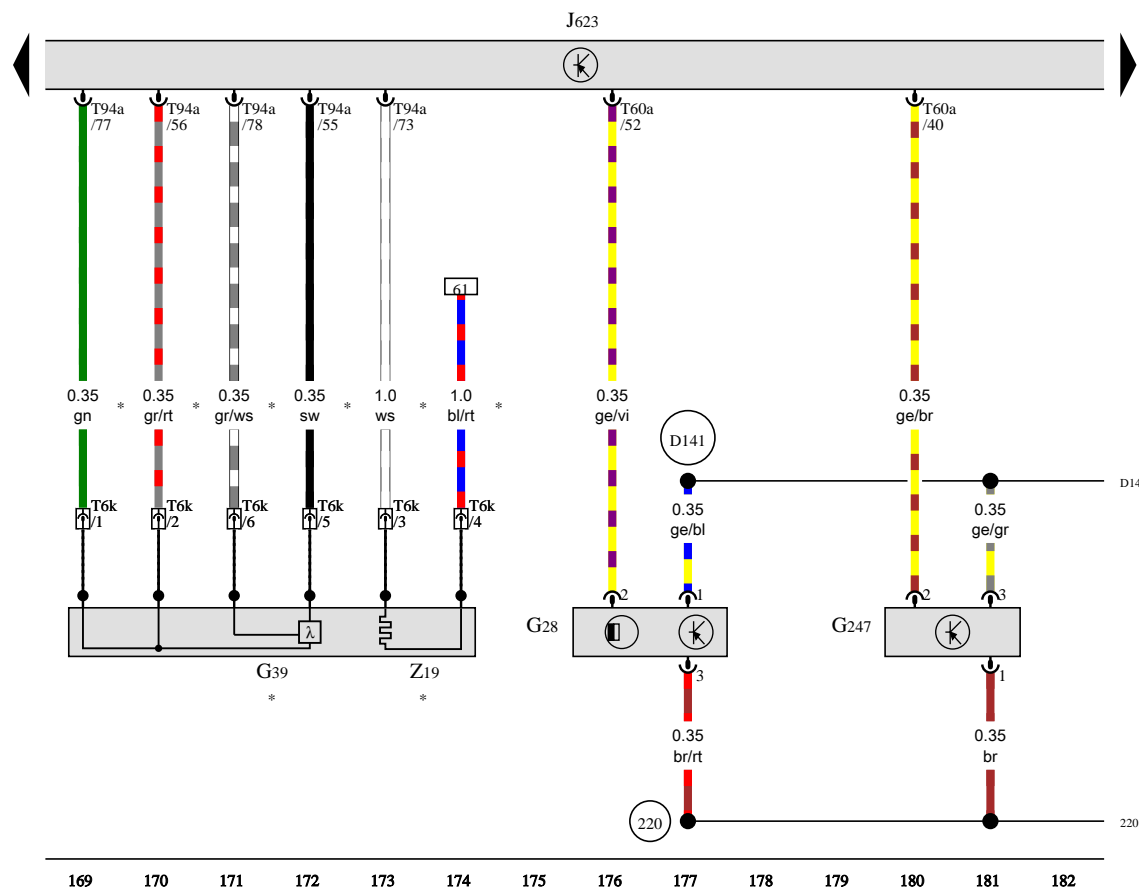 J623
T94a T94a T94a T94a T94a T60a T60a
/77 /56 /78 /55 /73 /52 /40
61
0.35 0.35 0.35 0.35 1.0 1.0 0.35 0.35
gn * gr/rt * gr/ws * sw * ws * bl/rt * ge/vi ge/br
D141
D14
T6k T6k T6k T6k T6k T6k
/1 /2 /6 /5 /3 /4
0.35 0.35
ge/bl ge/gr
2 1 2 3
G28 G247
λ
G39 Z19
* *
3 1
0.35 0.35
br/rt br
220 220
169 170 171 172 173 174 175 176 177 178 179 180 181 182